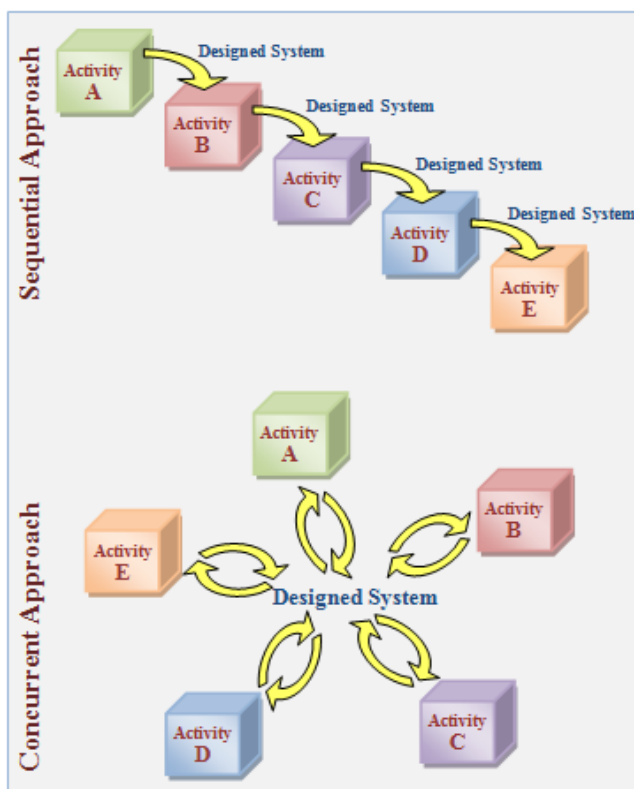 Sequential Approach
Activity
A
Designed System
Activity
B
Designed System
Activity
C
Designed System
Activity
D
Designed System
Activity
E
Concurrent Approach
Activity
A
Activity
B
Activity
E
Designed System
Activity
D
Activity
C